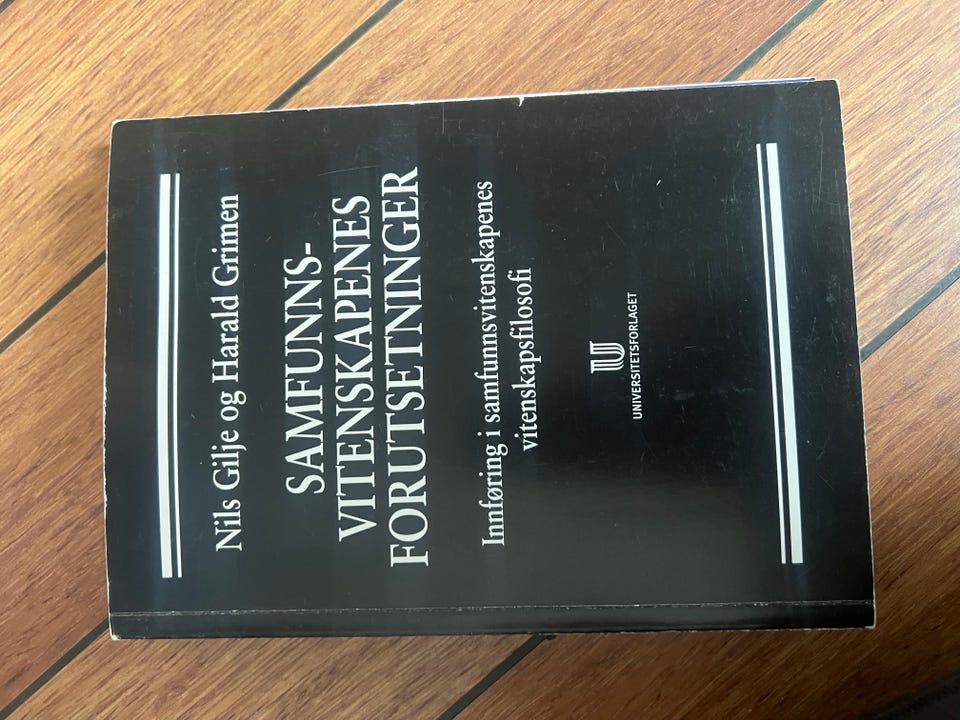 Nils Gilje og Harald Grimen
SAMFUNNS-
VITENSKAPENES
FORUTSETNINGER
Innføring i samfunnsvitenskapenes
vitenskapsfilosofi
UNIVERSITETSFORLAGET